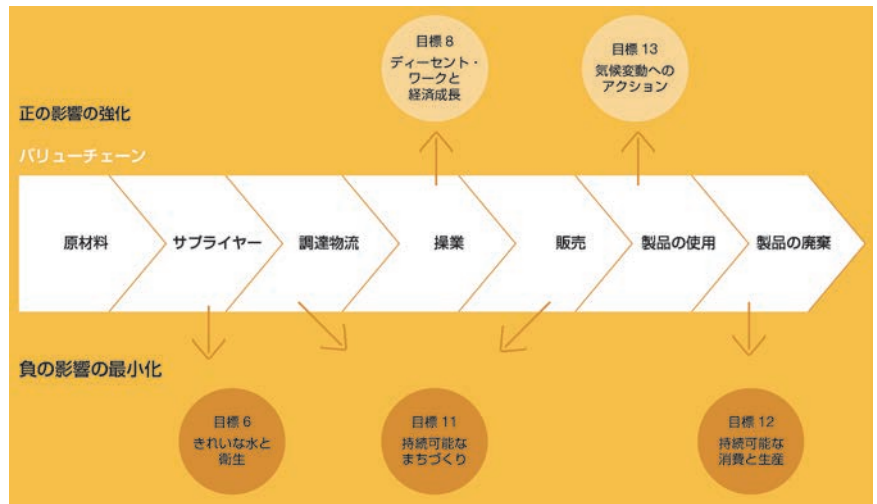 目標 8
ディーセント・
ワークと
経済成長
目標 13
気候変動への
アクション
正の影響の強化
バリューチェーン
原材料
サプライヤー
調達物流
操業
販売
製品の使用
製品の廃棄
負の影響の最小化
目標 6
きれいな水と
衛生
目標 11
持続可能な
まちづくり
目標 12
持続可能な
消費と生産